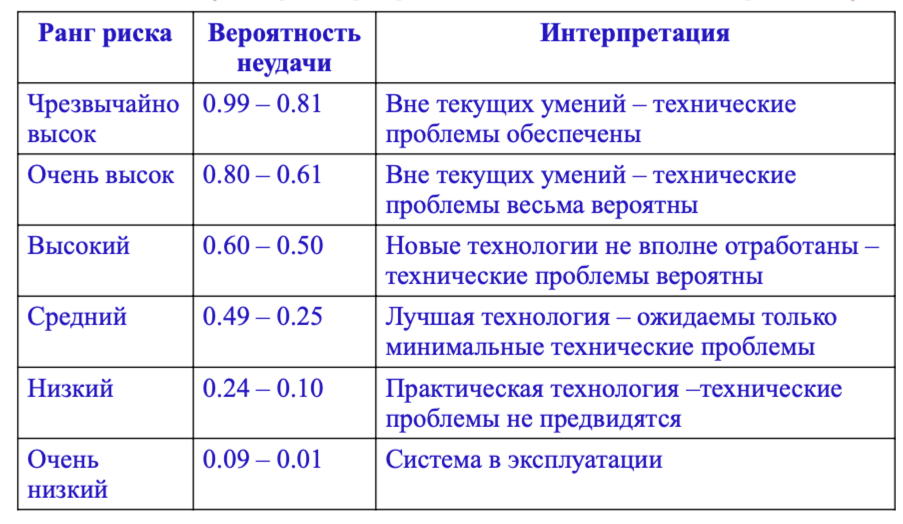 Ранг риска
Вероятность
неудачи
Интерпретация
Чрезвычайно
высок
0.99 – 0.81
Вне текущих умений – технические
проблемы обеспечены
Очень высок
0.80 – 0.61
Вне текущих умений – технические
проблемы весьма вероятны
Высокий
0.60 – 0.50
Новые технологии не вполне отработаны –
технические проблемы вероятны
Средний
0.49 – 0.25
Лучшая технология – ожидаемы только
минимальные технические проблемы
Низкий
0.24 – 0.10
Практическая технология –технические
проблемы не предвидятся
Очень
низкий
0.09 – 0.01
Система в эксплуатации